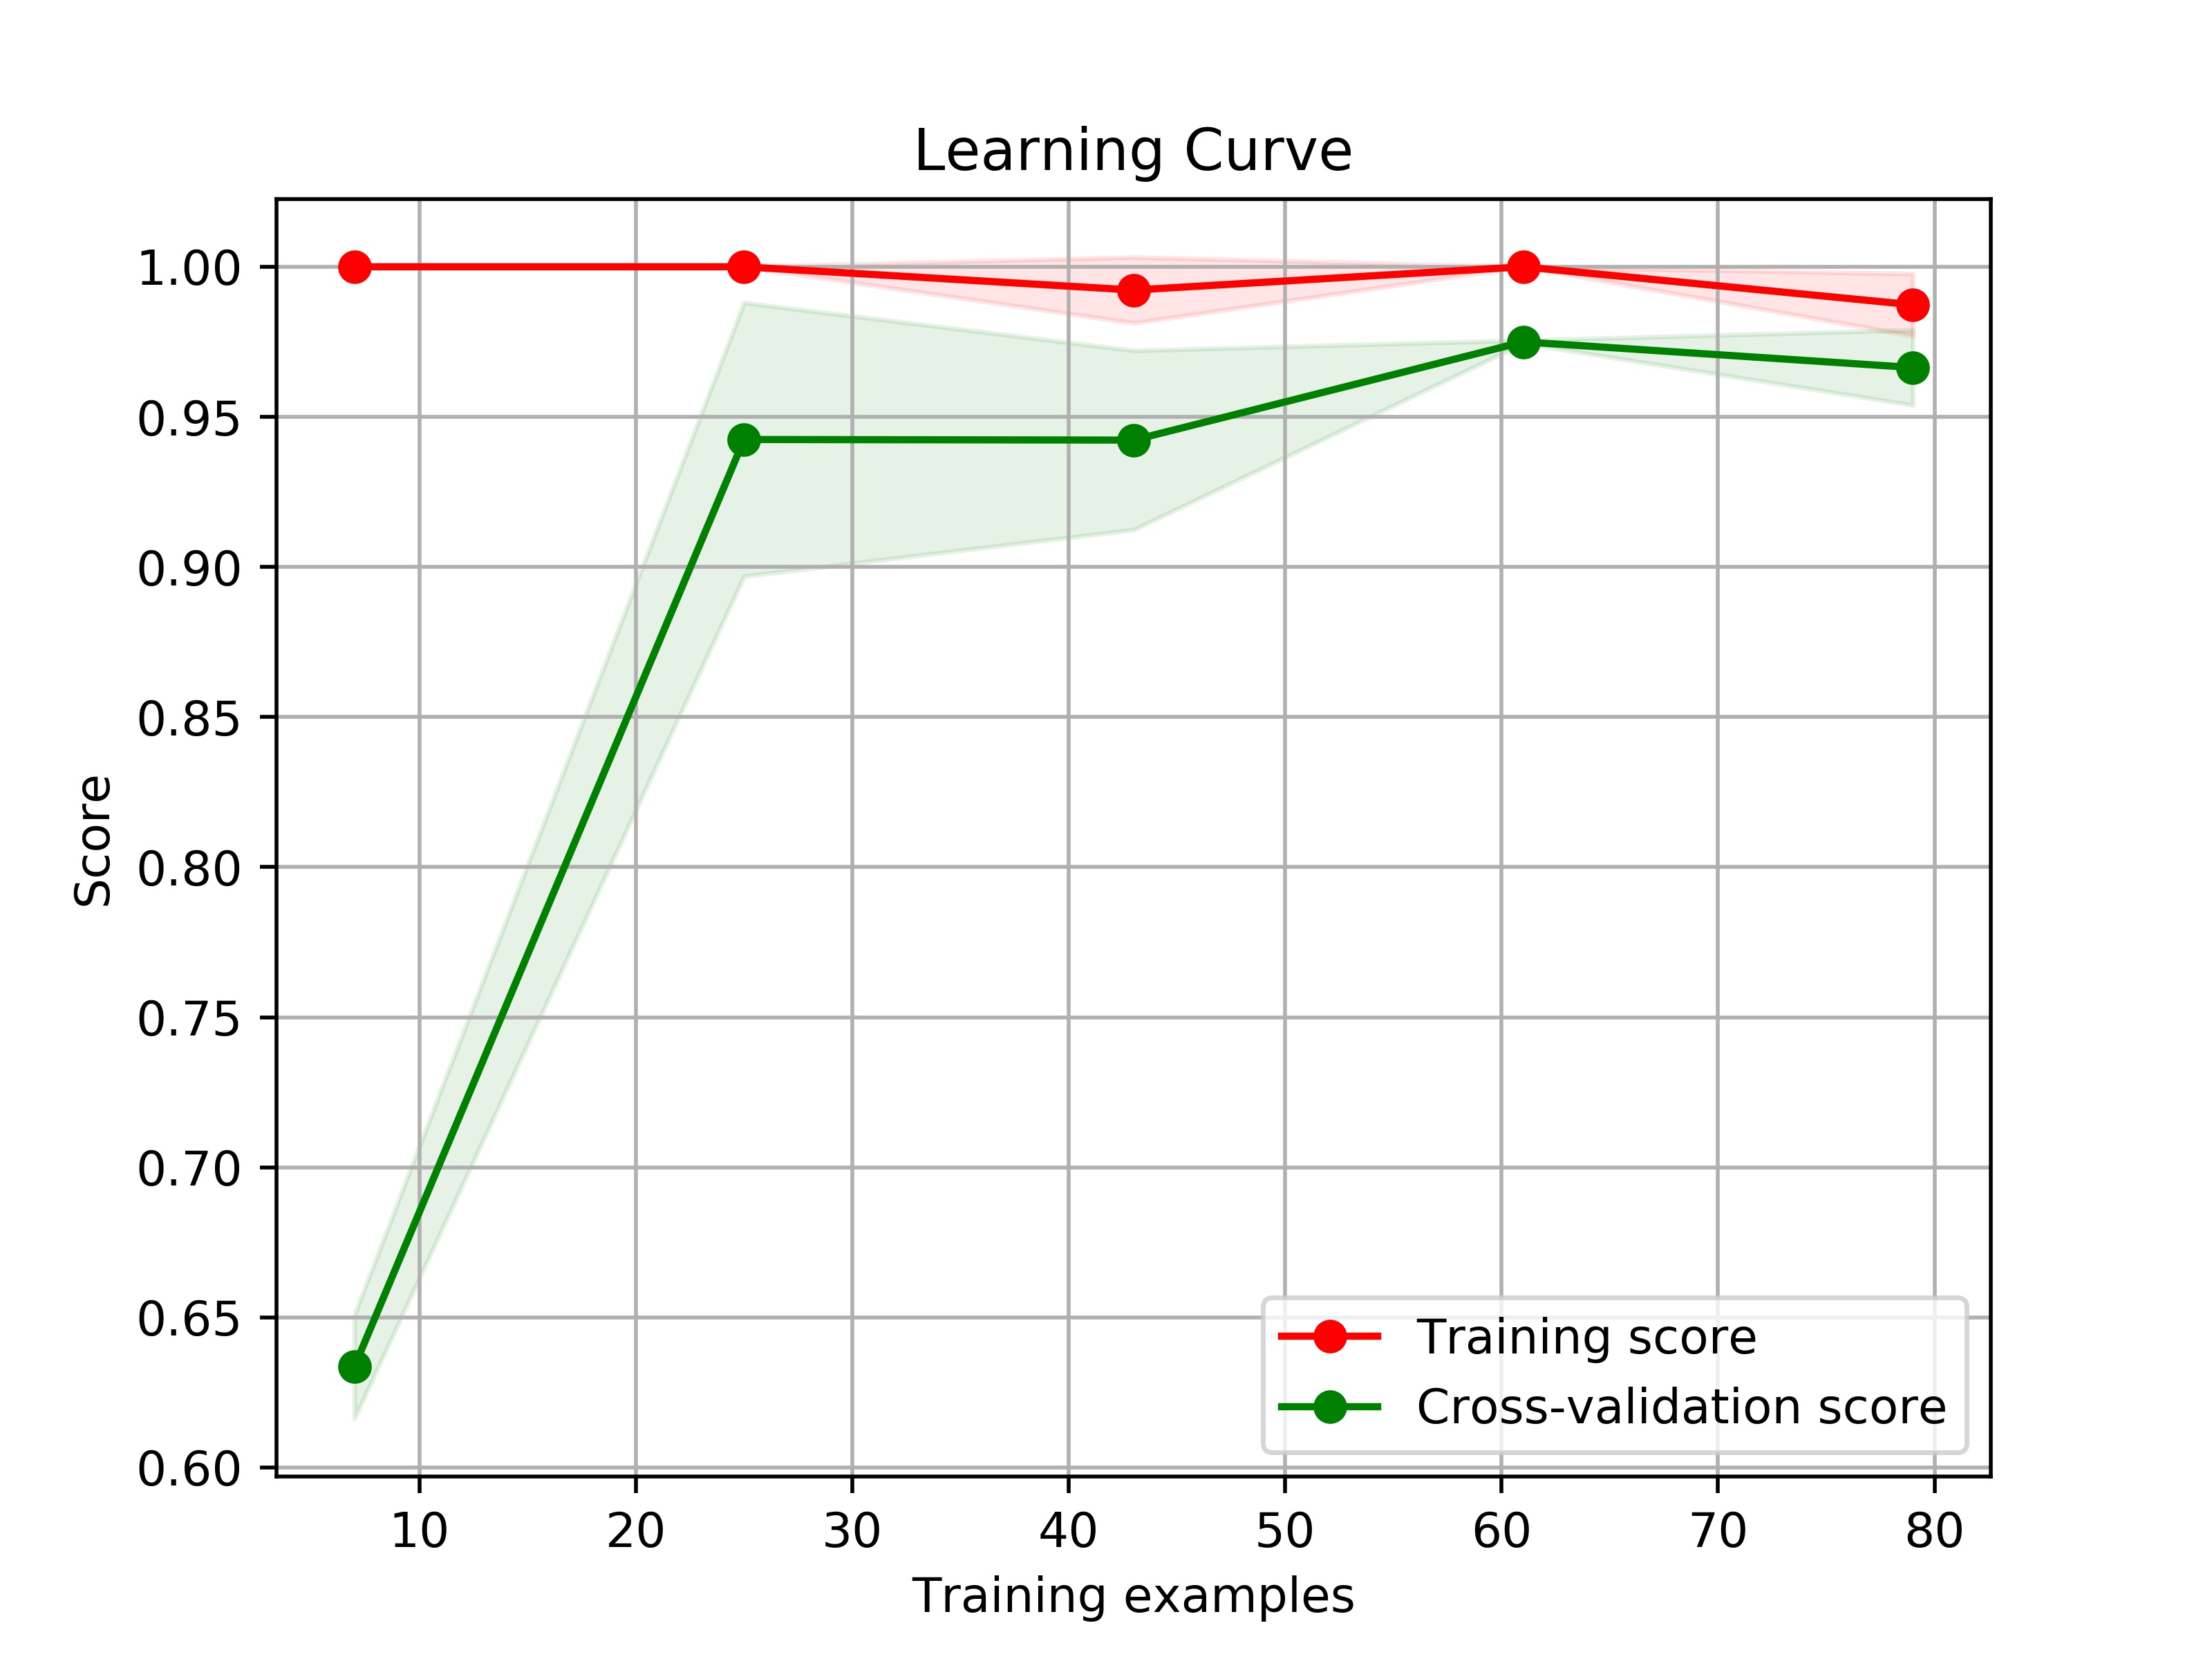 Learning Curve
1.00
0.95
0.90
0.85
0.80
0.75
0.70
0.65
0.60
Score
10 20 30 40 50 60 70 80
Training examples
Training score
Cross-validation score